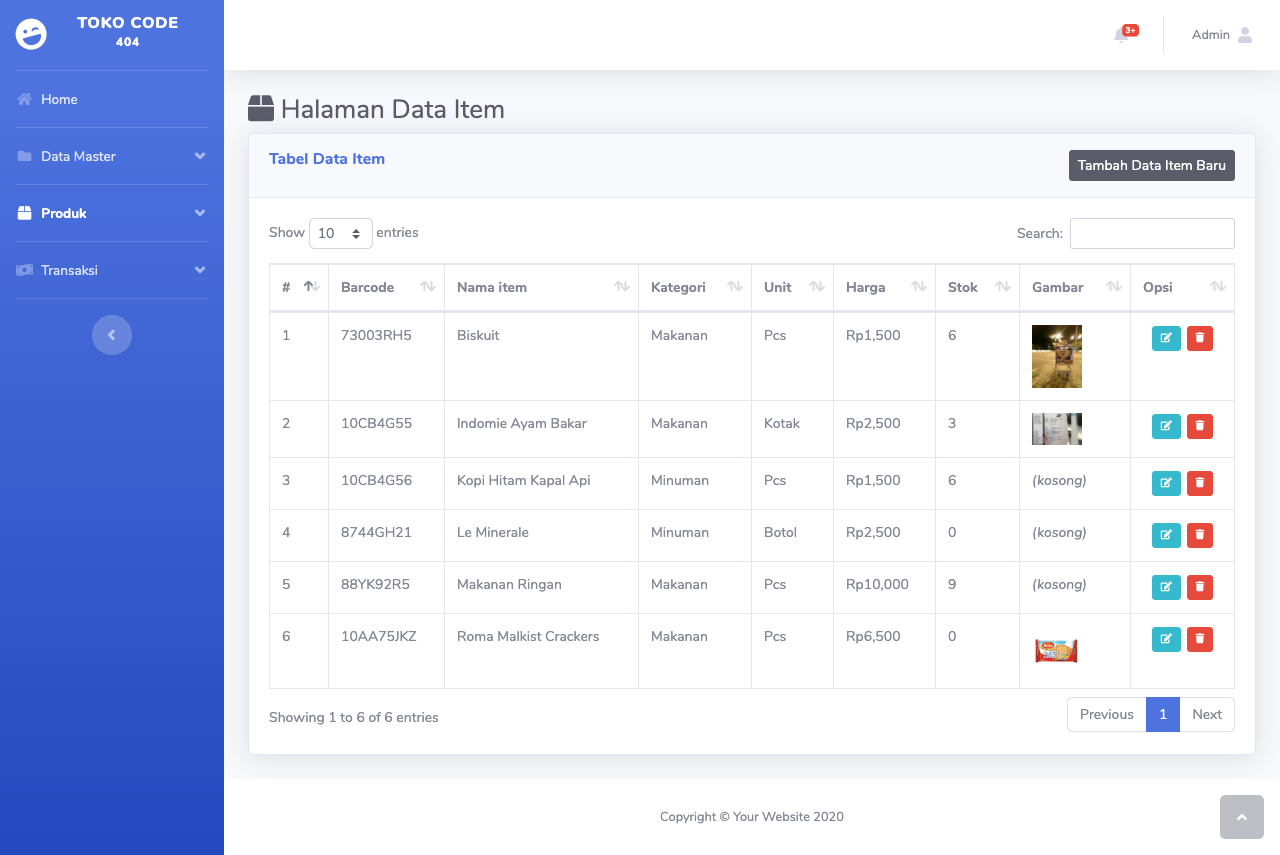 TOKO CODE
404
3+
Admin
Home
Data Master
Produk
Transaksi
Halaman Data Item
Tabel Data Item
Tambah Data Item Baru
Show 10 entries
Search:
# Barcode Nama item Kategori Unit Harga Stok Gambar Opsi
1 73003RH5 Biskuit Makanan Pcs Rp1,500 6
2 10CB4G55 Indomie Ayam Bakar Makanan Kotak Rp2,500 3
3 10CB4G56 Kopi Hitam Kapal Api Minuman Pcs Rp1,500 6 (kosong)
4 8744GH21 Le Minerale Minuman Botol Rp2,500 0 (kosong)
5 88YK92R5 Makanan Ringan Makanan Pcs Rp10,000 9 (kosong)
6 10AA75JKZ Roma Malkist Crackers Makanan Pcs Rp6,500 0
Showing 1 to 6 of 6 entries
Previous 1 Next
Copyright © Your Website 2020